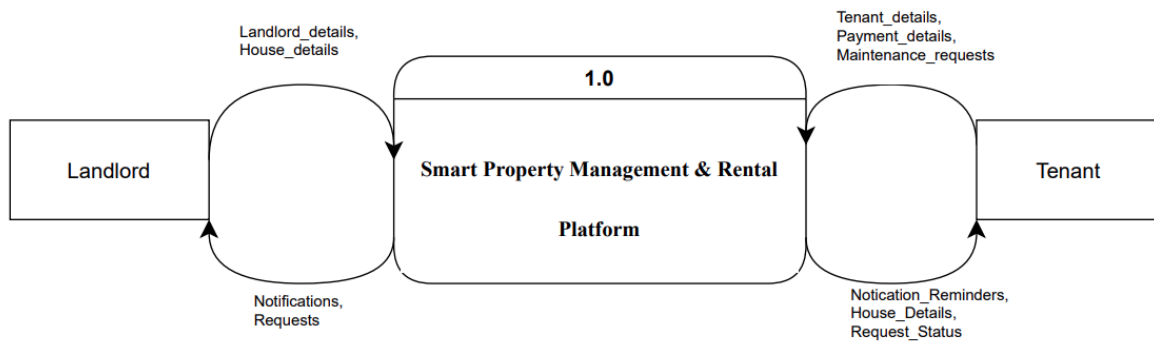 Landlord_details,
House_details
Tenant_details,
Payment_details,
Maintenance_requests
1.0
Landlord
Smart Property Management & Rental
Platform
Tenant
Notifications,
Requests
Notication_Reminders,
House_Details,
Request_Status